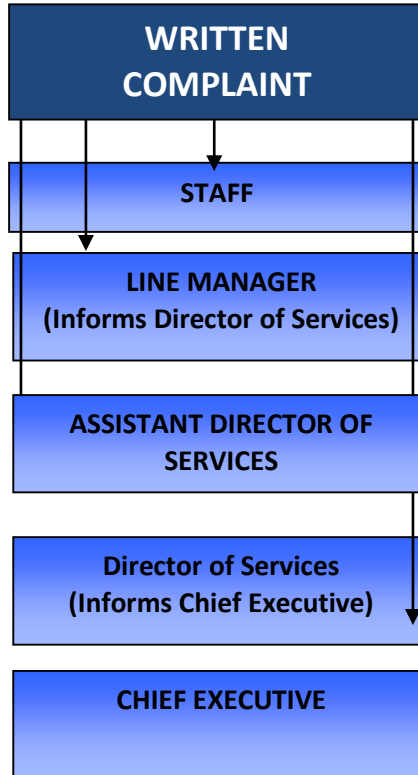 WRITTEN
COMPLAINT
STAFF
LINE MANAGER
(Informs Director of Services)
ASSISTANT DIRECTOR OF
SERVICES
Director of Services
(Informs Chief Executive)
CHIEF EXECUTIVE